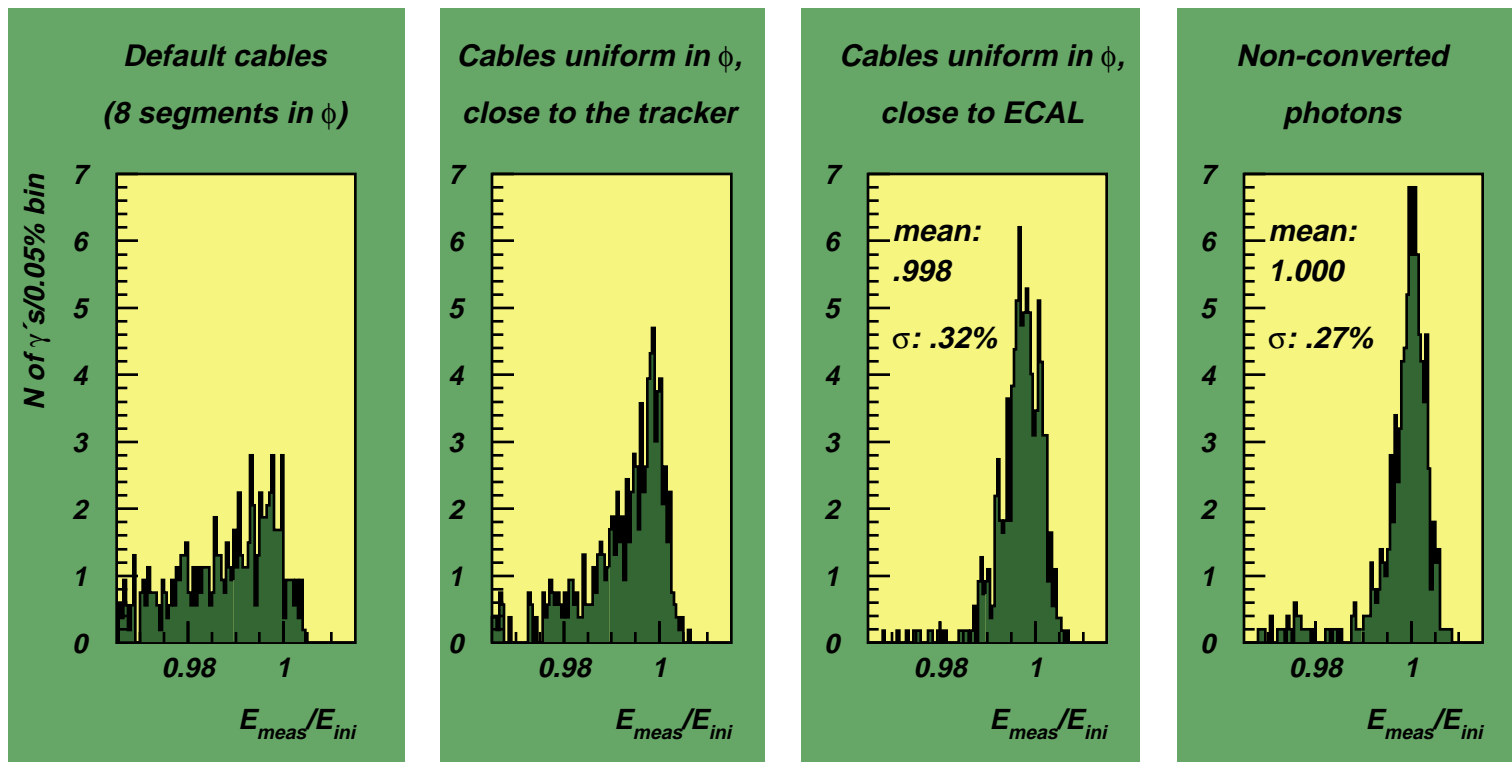 Default cables
(8 segments in ϕ)
N of γ´s/0.05% bin
7
6
5
4
3
2
1
0
0.98 1
E_meas/E_ini
Cables uniform in ϕ,
close to the tracker
7
6
5
4
3
2
1
0
0.98 1
E_meas/E_ini
Cables uniform in ϕ,
close to ECAL
7
6
5
4
3
2
1
0
mean:
.998
σ: .32%
0.98 1
E_meas/E_ini
Non-converted
photons
7
6
5
4
3
2
1
0
mean:
1.000
σ: .27%
0.98 1
E_meas/E_ini